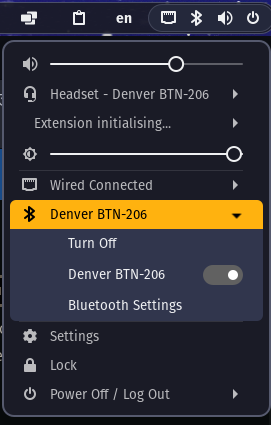 en
Headset - Denver BTN-206
Extension initialising...
Wired Connected
Denver BTN-206
Turn Off
Denver BTN-206
Bluetooth Settings
Settings
Lock
Power Off / Log Out